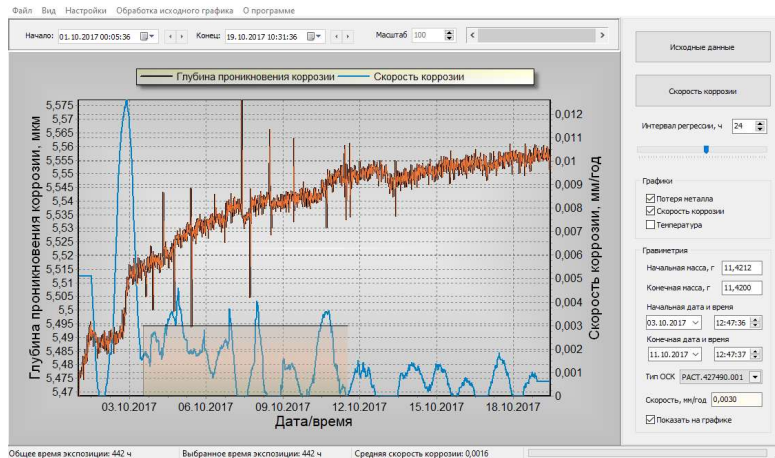 Файл Вид Настройки Обработка исходного графика О программе
Начало: 01.10.2017 00:05:36 Конец: 19.10.2017 10:31:36 Масштаб 100
Глубина проникновения коррозии Скорость коррозии
Глубина проникновения коррозии, мкм
5,575
5,57
5,565
5,56
5,555
5,55
5,545
5,54
5,535
5,53
5,525
5,52
5,515
5,51
5,505
5,5
5,495
5,49
5,485
5,48
5,475
5,47
0,012
0,011
0,01
0,009
0,008
0,007
0,006
0,005
0,004
0,003
0,002
0,001
0
Скорость коррозии, мм/год
03.10.2017 06.10.2017 09.10.2017 12.10.2017 15.10.2017 18.10.2017
Дата/время
Исходные данные
Скорость коррозии
Интервал регрессии, ч 24
Графики
Потеря металла
Скорость коррозии
Температура
Гравиметрия
Начальная масса, г 11,4212
Конечная масса, г 11,4200
Начальная дата и время
03.10.2017 12:47:36
Конечная дата и время
11.10.2017 12:47:37
Тип ОСК РАСТ.427490.001
Скорость, мм/год 0,0030
Показать на графике
Общее время экспозиции: 442 ч Выбранное время экспозиции: 442 ч Средняя скорость коррозии: 0,0016